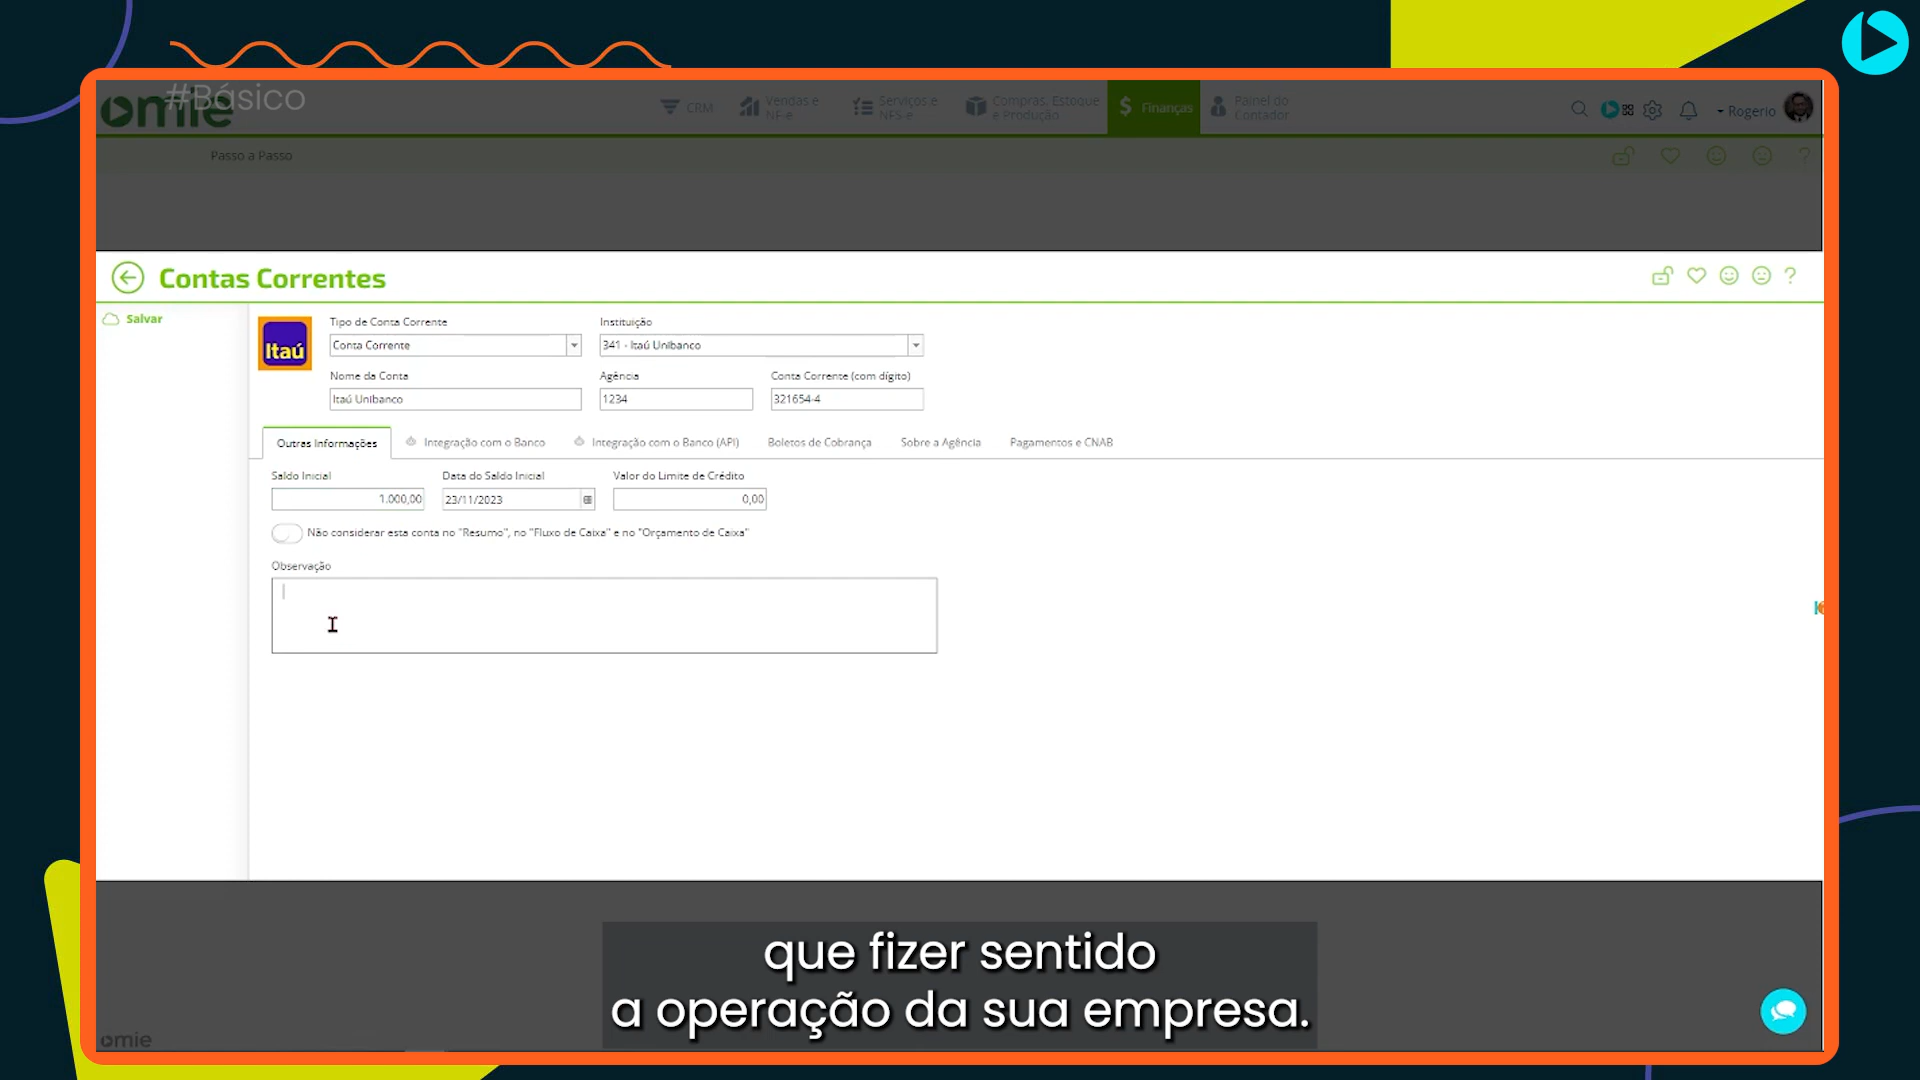 #Básico
omie
CRM
Vendas e
NF-e
Serviços e
NFS-e
Compras, Estoque
e Produção
$ Finanças
Painel do
Contador
Rogerio
Passo a Passo
?
Contas Correntes
?
Salvar
Itaú
Tipo de Conta Corrente
Instituição
Conta Corrente
341 - Itaú Unibanco
Nome da Conta
Agência
Conta Corrente (com dígito)
Itaú Unibanco
1234
321654-4
Outras Informações
Integração com o Banco
Integração com o Banco (API)
Boletos de Cobrança
Sobre a Agência
Pagamentos e CNAB
Saldo Inicial
Data do Saldo Inicial
Valor do Limite de Crédito
1.000,00
23/11/2023
0,00
Não considerar esta conta no "Resumo", no "Fluxo de Caixa" e no "Orçamento de Caixa"
Observação
que fizer sentido
a operação da sua empresa.
omie